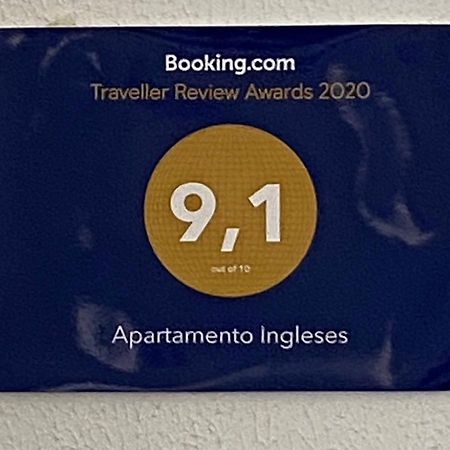 Booking.com
Traveller Review Awards 2020
9,1
out of 10
Apartamento Ingleses